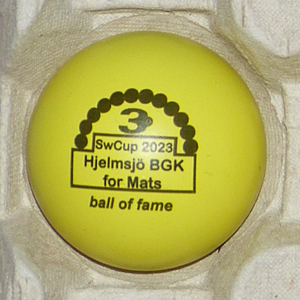 3
SwCup 2023
Hjelmsjö BGK
for Mats
ball of fame